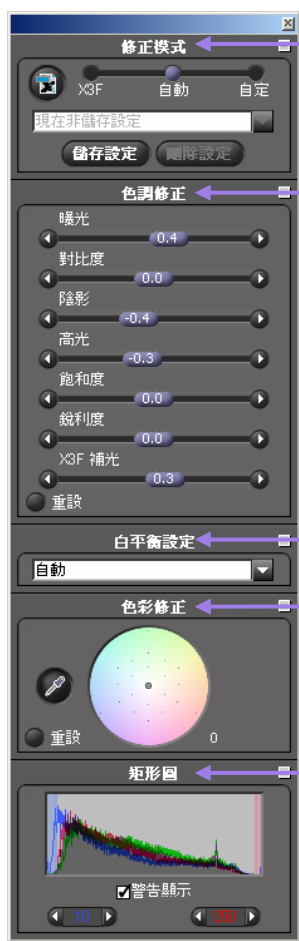 修正模式
X3F 自動 自定
現在非儲存設定
儲存設定 刪除設定
色調修正
曝光
0.4
對比度
0.0
陰影
-0.4
高光
-0.3
飽和度
0.0
銳利度
0.0
X3F 補光
0.3
重設
白平衡設定
自動
色彩修正
重設 0
矩形圖
警告顯示
10